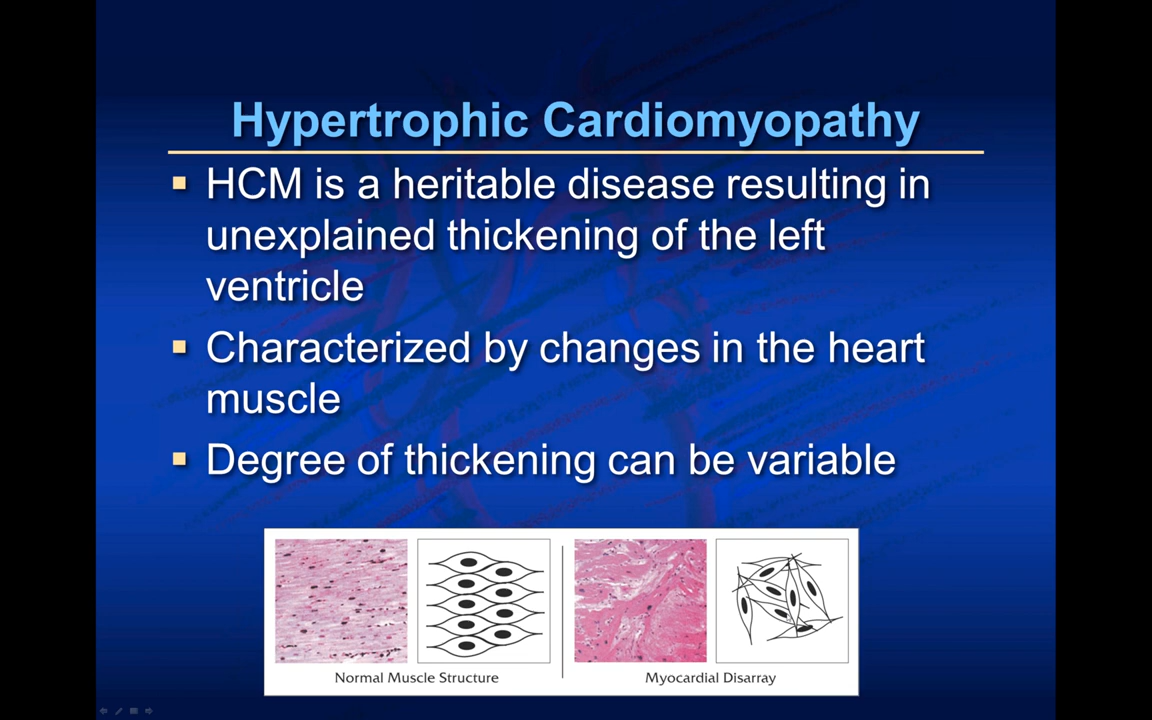 Hypertrophic Cardiomyopathy
HCM is a heritable disease resulting in
unexplained thickening of the left
ventricle
Characterized by changes in the heart
muscle
Degree of thickening can be variable
Normal Muscle Structure
Myocardial Disarray